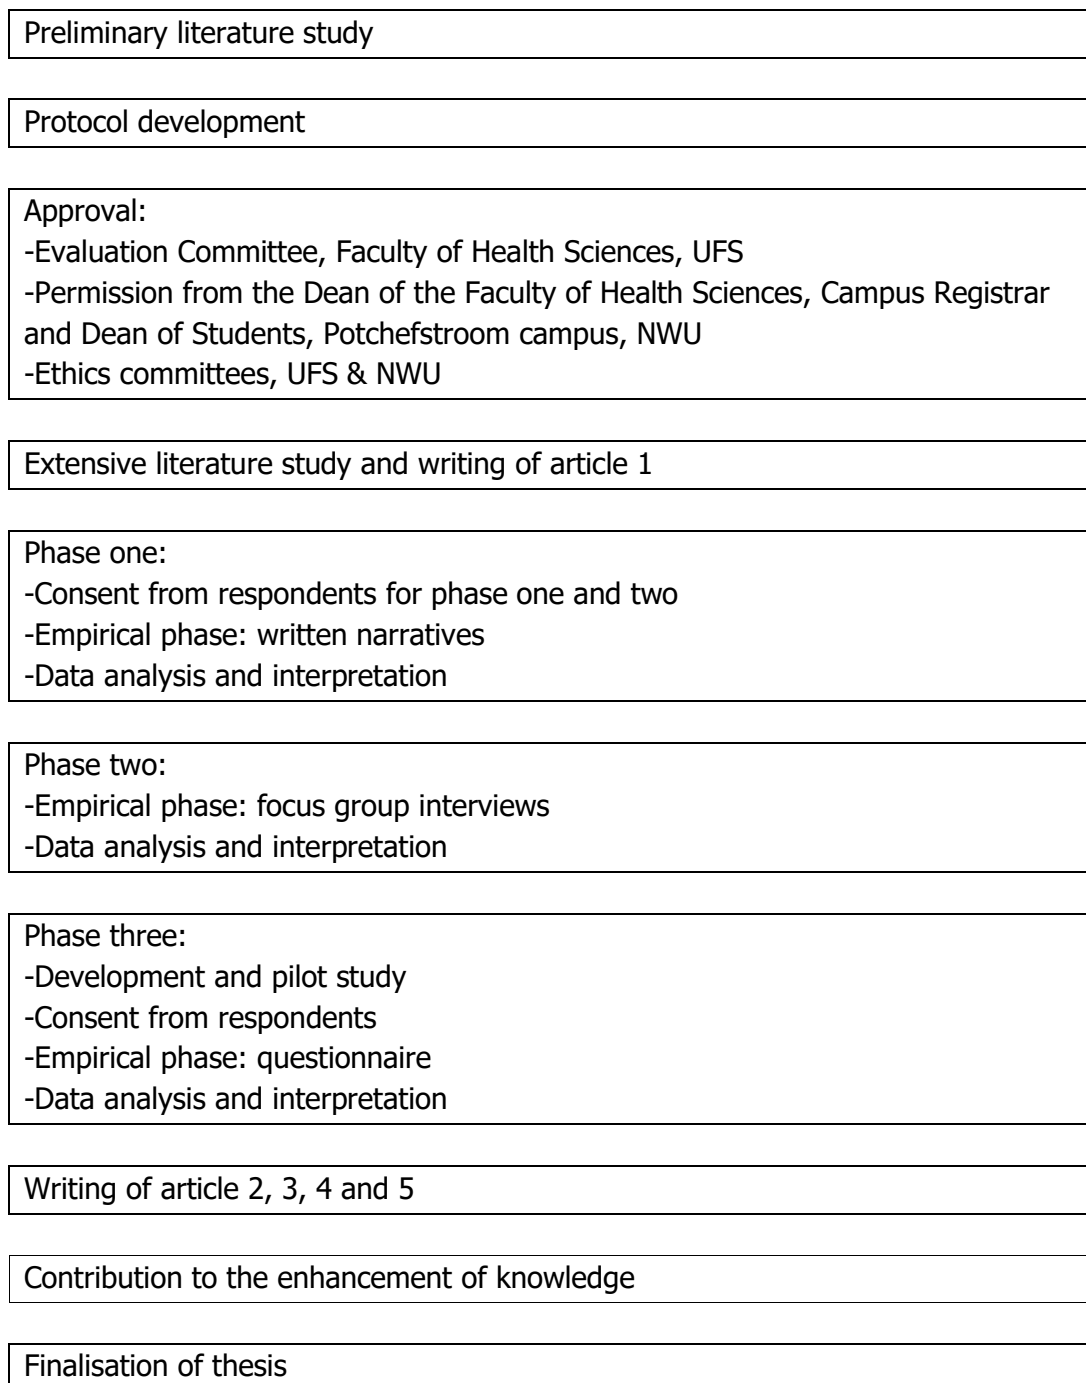 Preliminary literature study
Protocol development
Approval:
-Evaluation Committee, Faculty of Health Sciences, UFS
-Permission from the Dean of the Faculty of Health Sciences, Campus Registrar
and Dean of Students, Potchefstroom campus, NWU
-Ethics committees, UFS & NWU
Extensive literature study and writing of article 1
Phase one:
-Consent from respondents for phase one and two
-Empirical phase: written narratives
-Data analysis and interpretation
Phase two:
-Empirical phase: focus group interviews
-Data analysis and interpretation
Phase three:
-Development and pilot study
-Consent from respondents
-Empirical phase: questionnaire
-Data analysis and interpretation
Writing of article 2, 3, 4 and 5
Contribution to the enhancement of knowledge
Finalisation of thesis